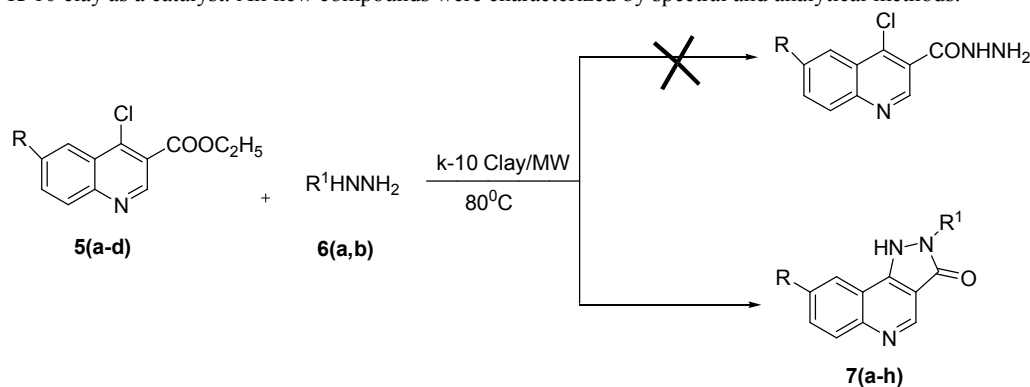 K-10 clay as a catalyst. All new compounds were characterized by spectral and analytical methods.
Cl
R
CONHNH2
N
Cl
R
COOC2H5
N
+
R1HNNH2
k-10 Clay/MW
80⁰C
5(a-d)
6(a,b)
R1
HN
N
R
O
N
7(a-h)